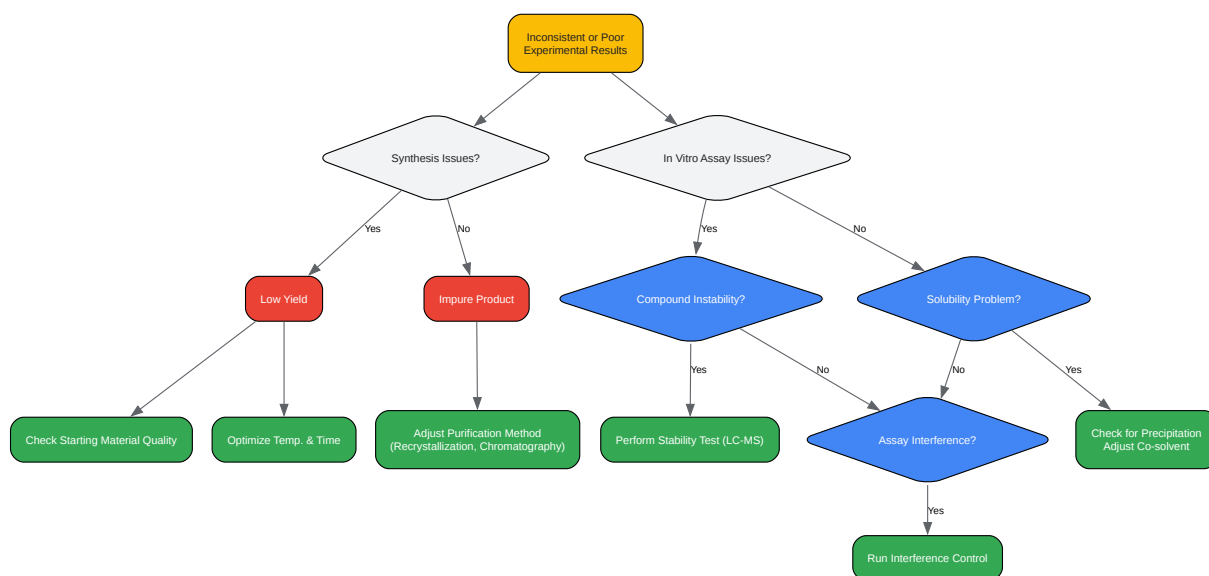 Inconsistent or Poor
Experimental Results
Synthesis Issues?
In Vitro Assay Issues?
Yes
No
Yes
No
Low Yield
Impure Product
Compound Instability?
Solubility Problem?
Yes
No
No
Yes
Check Starting Material Quality
Optimize Temp. & Time
Adjust Purification Method
(Recrystallization, Chromatography)
Perform Stability Test (LC-MS)
Assay Interference?
Check for Precipitation
Adjust Co-solvent
Yes
Run Interference Control